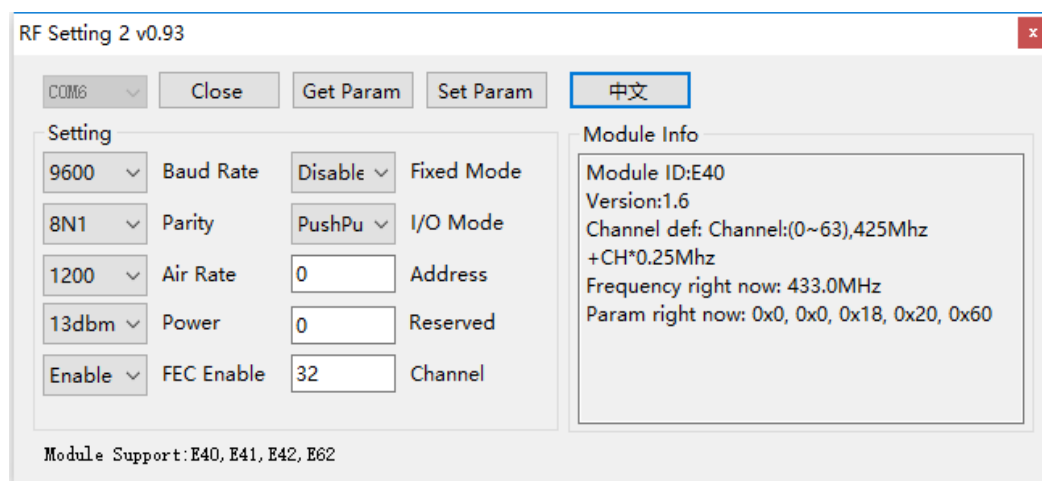 RF Setting 2 v0.93
x
COM6 Close Get Param Set Param 中文
Setting
9600 Baud Rate Disable Fixed Mode
8N1 Parity PushPu I/O Mode
1200 Air Rate 0 Address
13dbm Power 0 Reserved
Enable FEC Enable 32 Channel
Module Info
Module ID:E40
Version:1.6
Channel def: Channel:(0~63),425Mhz
+CH*0.25Mhz
Frequency right now: 433.0MHz
Param right now: 0x0, 0x0, 0x18, 0x20, 0x60
Module Support:E40,E41,E42,E62